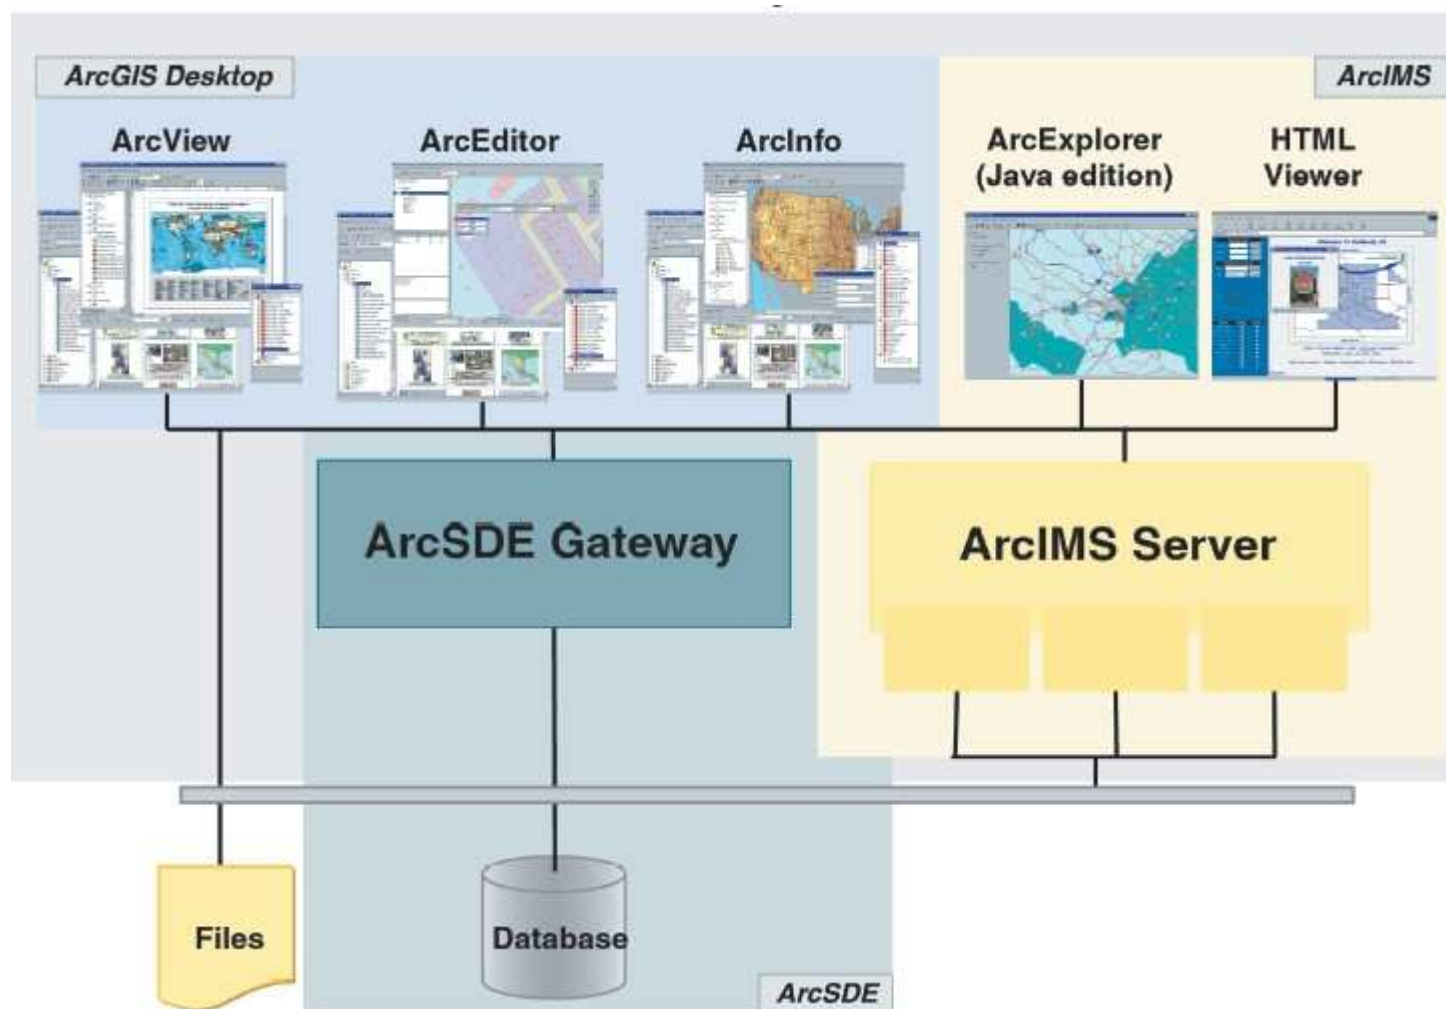 ArcGIS Desktop
ArcIMS
ArcView
ArcEditor
ArcInfo
ArcExplorer
(Java edition)
HTML
Viewer
ArcSDE Gateway
ArcIMS Server
Files
Database
ArcSDE